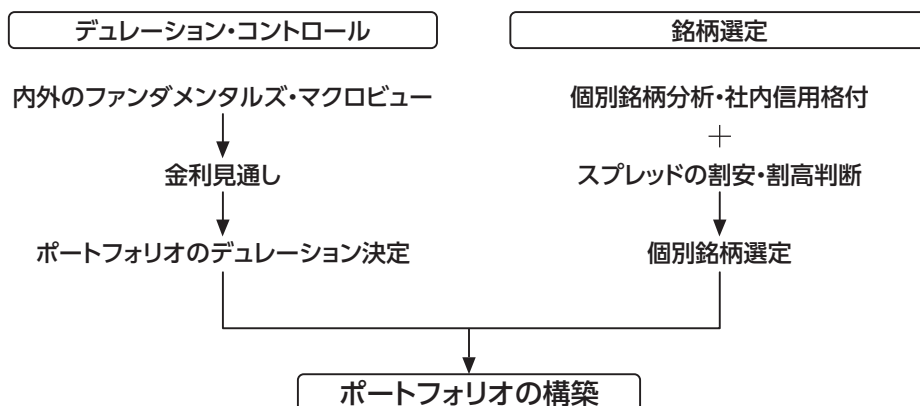 デュレーション・コントロール
内外のファンダメンタルズ・マクロビュー
金利見通し
ポートフォリオのデュレーション決定
銘柄選定
個別銘柄分析・社内信用格付
＋
スプレッドの割安・割高判断
個別銘柄選定
ポートフォリオの構築